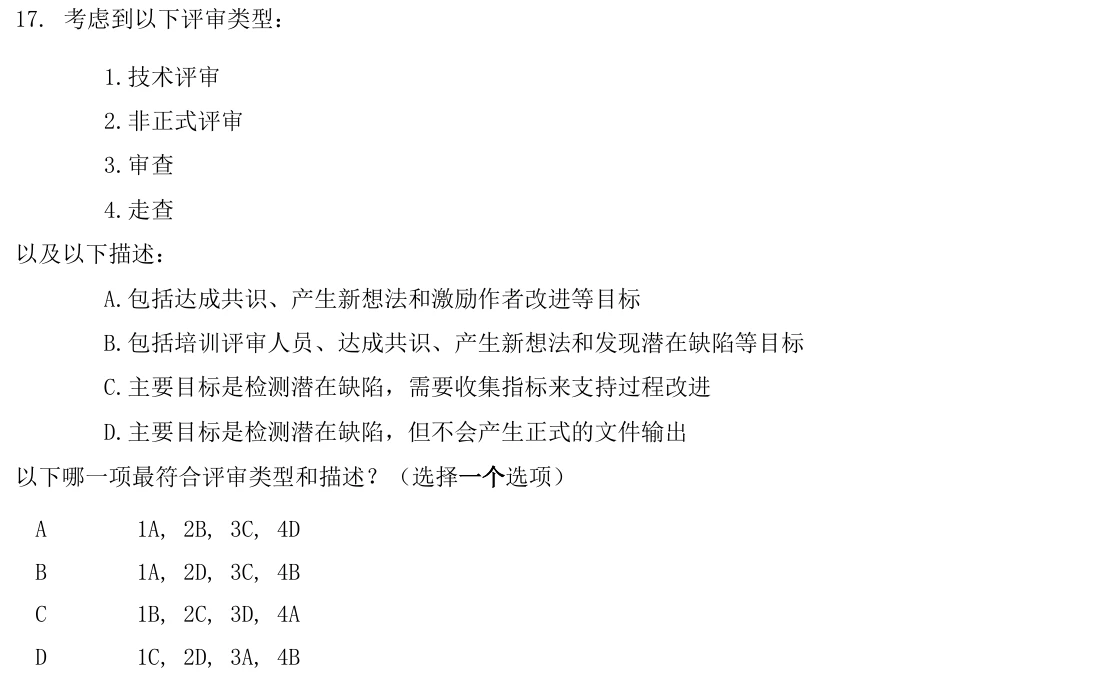 17. 考虑到以下评审类型：
1.技术评审
2.非正式评审
3.审查
4.走查
以及以下描述：
A.包括达成共识、产生新想法和激励作者改进等目标
B.包括培训评审人员、达成共识、产生新想法和发现潜在缺陷等目标
C.主要目标是检测潜在缺陷，需要收集指标来支持过程改进
D.主要目标是检测潜在缺陷，但不会产生正式的文件输出
以下哪一项最符合评审类型和描述？（选择一个选项）
A 1A, 2B, 3C, 4D
B 1A, 2D, 3C, 4B
C 1B, 2C, 3D, 4A
D 1C, 2D, 3A, 4B